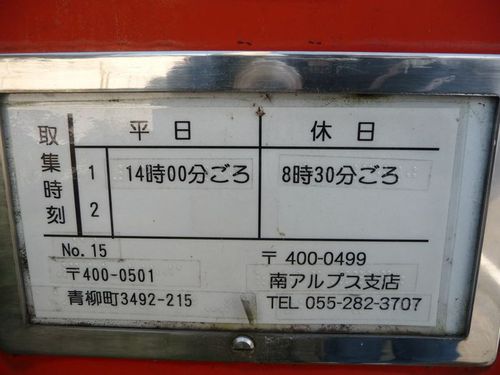 取集時刻 平日 休日
1 14時00分ごろ 8時30分ごろ
2
No. 15
〒400-0501
青柳町3492-215
〒 400-0499
南アルプス支店
TEL 055-282-3707